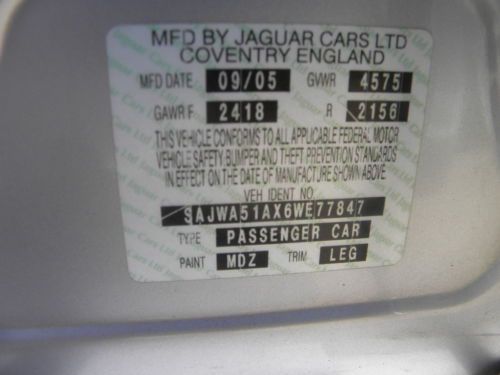 MFD BY JAGUAR CARS LTD
COVENTRY ENGLAND
MFD DATE 09/05 GVWR 4575
GAWR F 2418 R 2156
THIS VEHICLE CONFORMS TO ALL APPLICABLE FEDERAL MOTOR
VEHICLE SAFETY BUMPER AND THEFT PREVENTION STANDARDS
IN EFFECT ON THE DATE OF MANUFACTURE SHOWN ABOVE
VEH IDENT NO
SAJWA51AX6WE77847
TYPE PASSENGER CAR
PAINT MDZ TRIM LEG